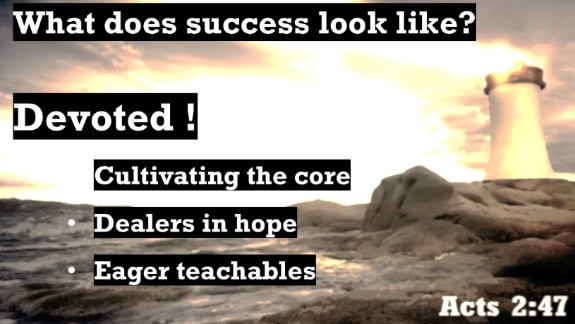 What does success look like?
Devoted !
Cultivating the core
• Dealers in hope
• Eager teachables
Acts 2:47